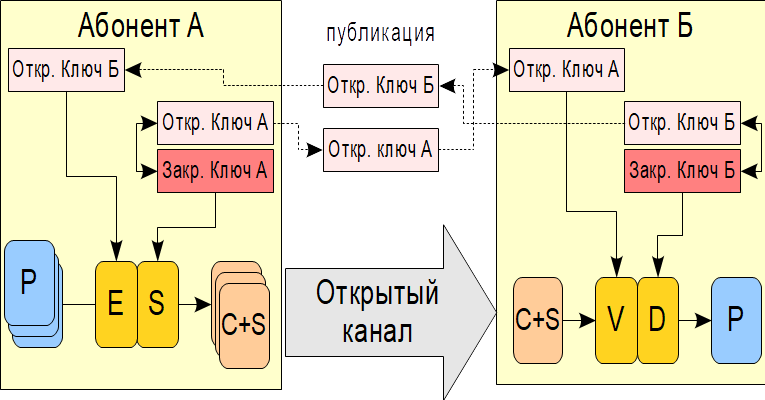 Абонент А
публикация
Абонент Б
Откр. Ключ Б
Откр. Ключ Б
Откр. Ключ А
Откр. Ключ А
Откр. ключ А
Откр. Ключ Б
Закр. Ключ А
Закр. Ключ Б
P
E
S
C+S
Открытый
канал
C+S
V
D
P